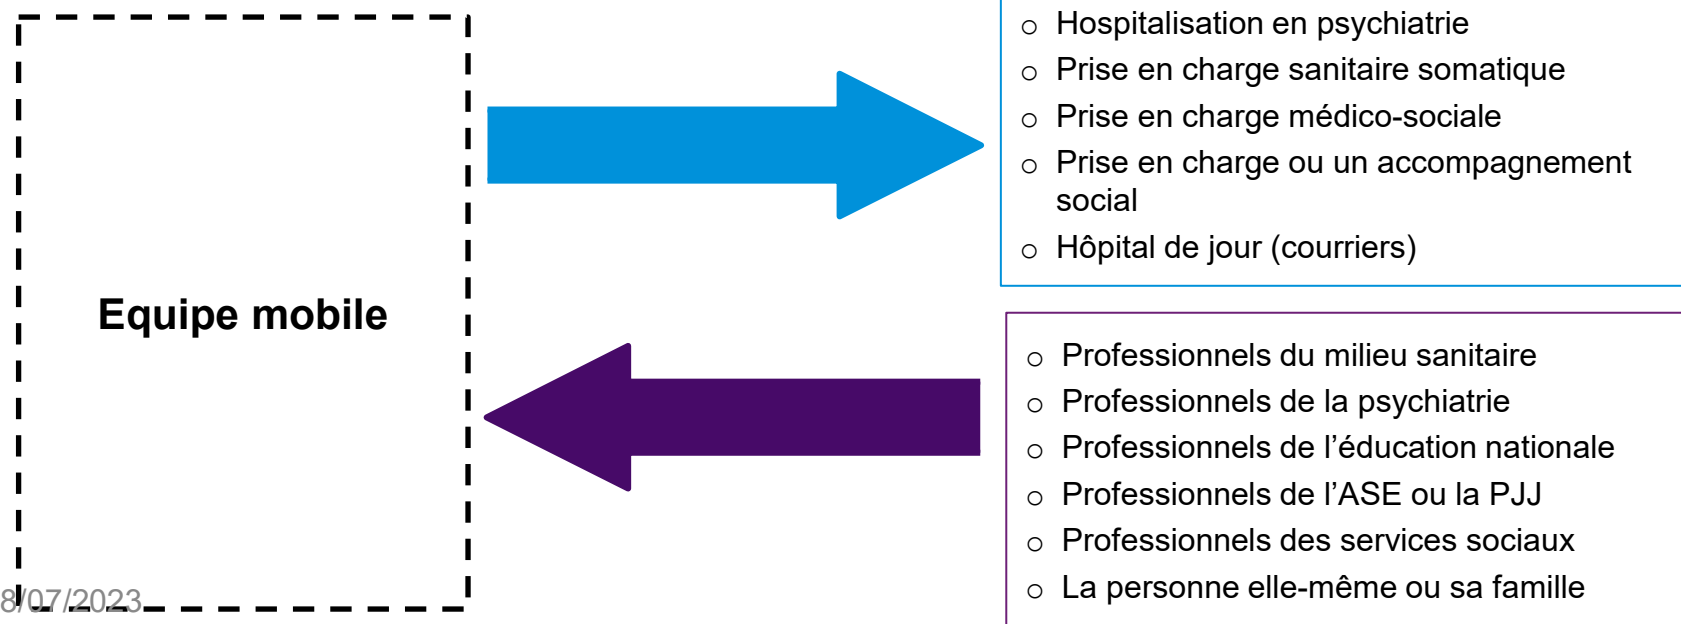 Hospitalisation en psychiatrie
Prise en charge sanitaire somatique
Prise en charge médico-sociale
Prise en charge ou un accompagnement
social
Hôpital de jour (courriers)
Equipe mobile
Professionnels du milieu sanitaire
Professionnels de la psychiatrie
Professionnels de l’éducation nationale
Professionnels de l’ASE ou la PJJ
Professionnels des services sociaux
La personne elle-même ou sa famille
8/07/2023